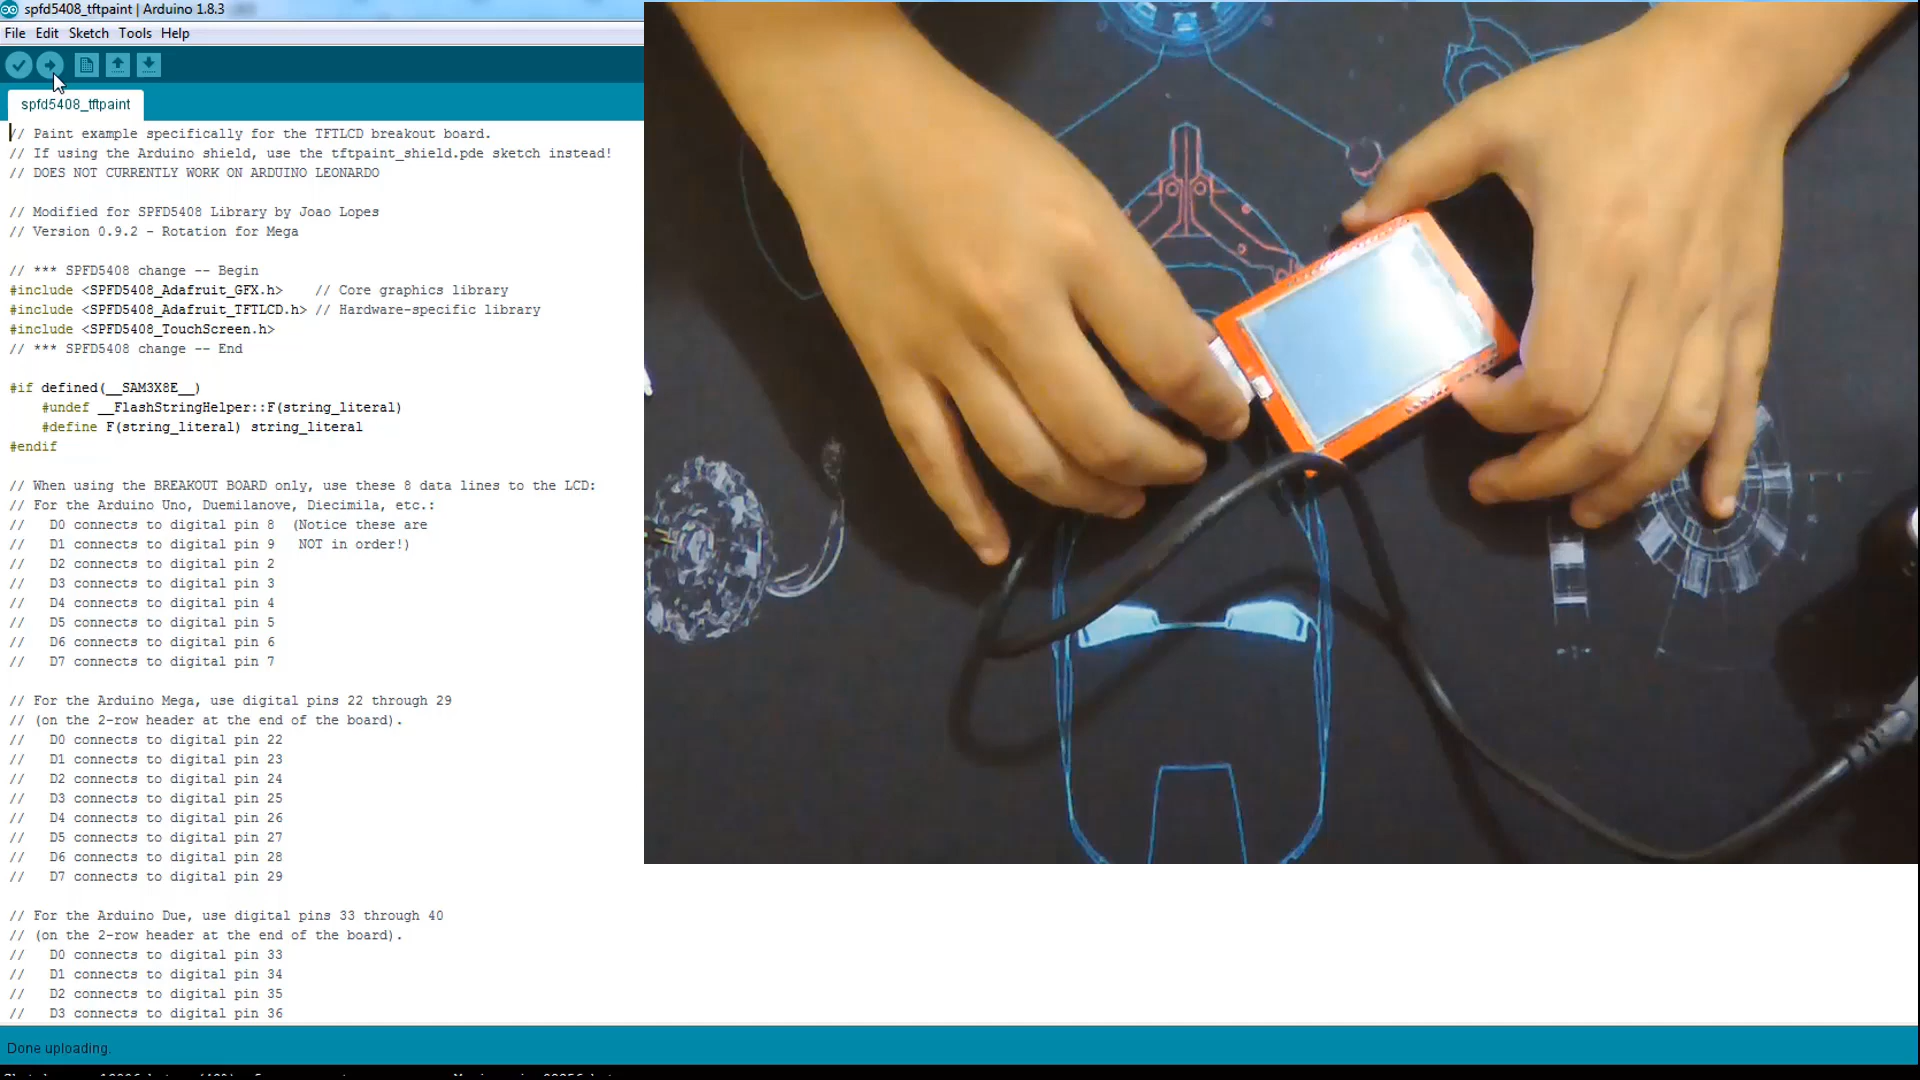 spfd5408_tftpaint | Arduino 1.8.3
File Edit Sketch Tools Help
spfd5408_tftpaint
// Paint example specifically for the TFTLCD breakout board.
// If using the Arduino shield, use the tftpaint_shield.pde sketch instead!
// DOES NOT CURRENTLY WORK ON ARDUINO LEONARDO
// Modified for SPFD5408 Library by Joao Lopes
// Version 0.9.2 - Rotation for Mega
// *** SPFD5408 change -- Begin
#include <SPFD5408_Adafruit_GFX.h>    // Core graphics library
#include <SPFD5408_Adafruit_TFTLCD.h> // Hardware-specific library
#include <SPFD5408_TouchScreen.h>
// *** SPFD5408 change -- End
#if defined(__SAM3X8E__)
#undef __FlashStringHelper::F(string_literal)
#define F(string_literal) string_literal
#endif
// When using the BREAKOUT BOARD only, use these 8 data lines to the LCD:
// For the Arduino Uno, Duemilanove, Diecimila, etc.:
//   D0 connects to digital pin 8  (Notice these are
//   D1 connects to digital pin 9   NOT in order!)
//   D2 connects to digital pin 2
//   D3 connects to digital pin 3
//   D4 connects to digital pin 4
//   D5 connects to digital pin 5
//   D6 connects to digital pin 6
//   D7 connects to digital pin 7
// For the Arduino Mega, use digital pins 22 through 29
// (on the 2-row header at the end of the board).
//   D0 connects to digital pin 22
//   D1 connects to digital pin 23
//   D2 connects to digital pin 24
//   D3 connects to digital pin 25
//   D4 connects to digital pin 26
//   D5 connects to digital pin 27
//   D6 connects to digital pin 28
//   D7 connects to digital pin 29
// For the Arduino Due, use digital pins 33 through 40
// (on the 2-row header at the end of the board).
//   D0 connects to digital pin 33
//   D1 connects to digital pin 34
//   D2 connects to digital pin 35
//   D3 connects to digital pin 36
Done uploading.